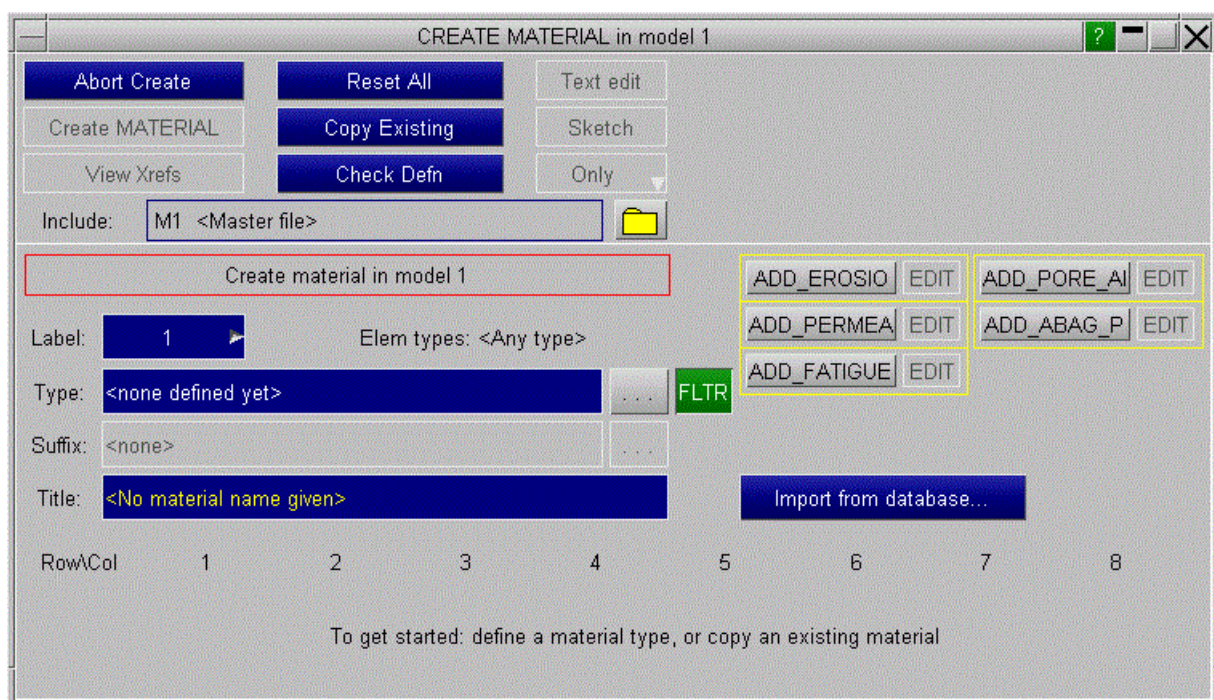 CREATE MATERIAL in model 1 ?
Abort Create Reset All Text edit
Create MATERIAL Copy Existing Sketch
View Xrefs Check Defn Only
Include: M1 <Master file>
Create material in model 1 ADD_EROSIO EDIT ADD_PORE_AI EDIT
Label: 1 Elem types: <Any type> ADD_PERMEA EDIT ADD_ABAG_P EDIT
ADD_FATIGUE EDIT
Type: <none defined yet> ... FLTR
Suffix: <none> ...
Title: <No material name given> Import from database...
Row\Col 1 2 3 4 5 6 7 8
To get started: define a material type, or copy an existing material